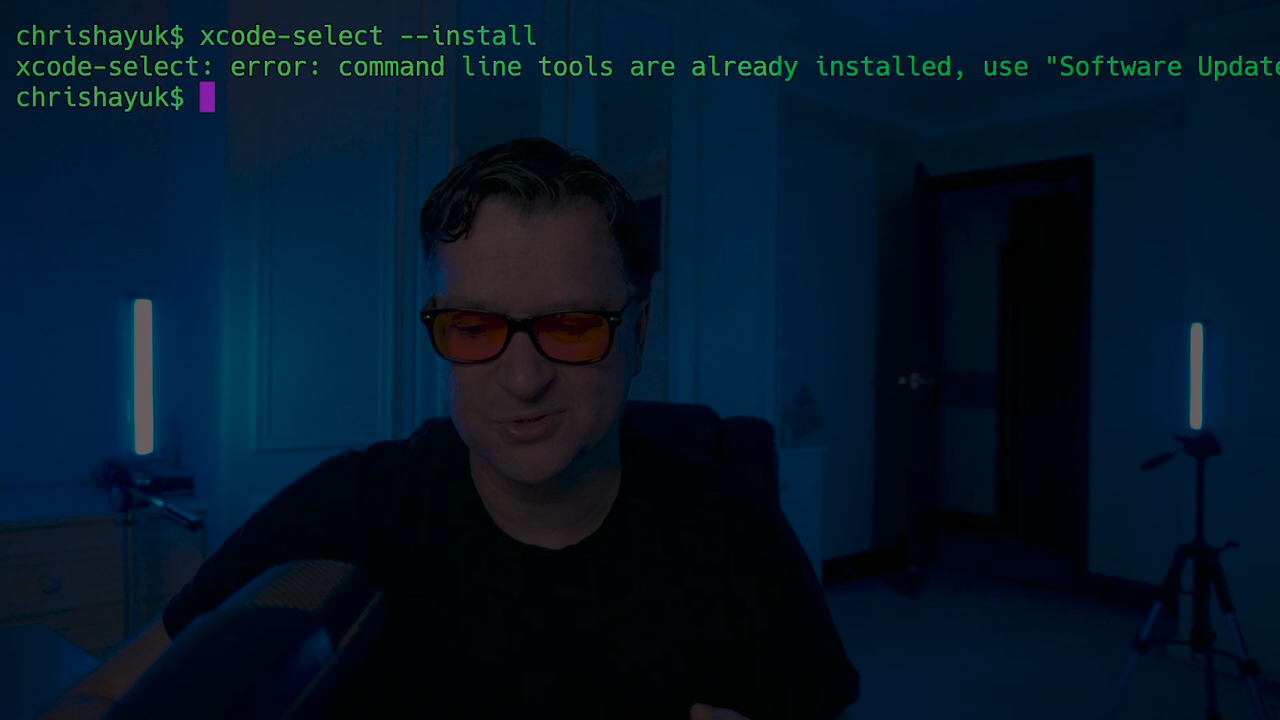 chrishayuk$ xcode-select --install
xcode-select: error: command line tools are already installed, use "Software Update
chrishayuk$